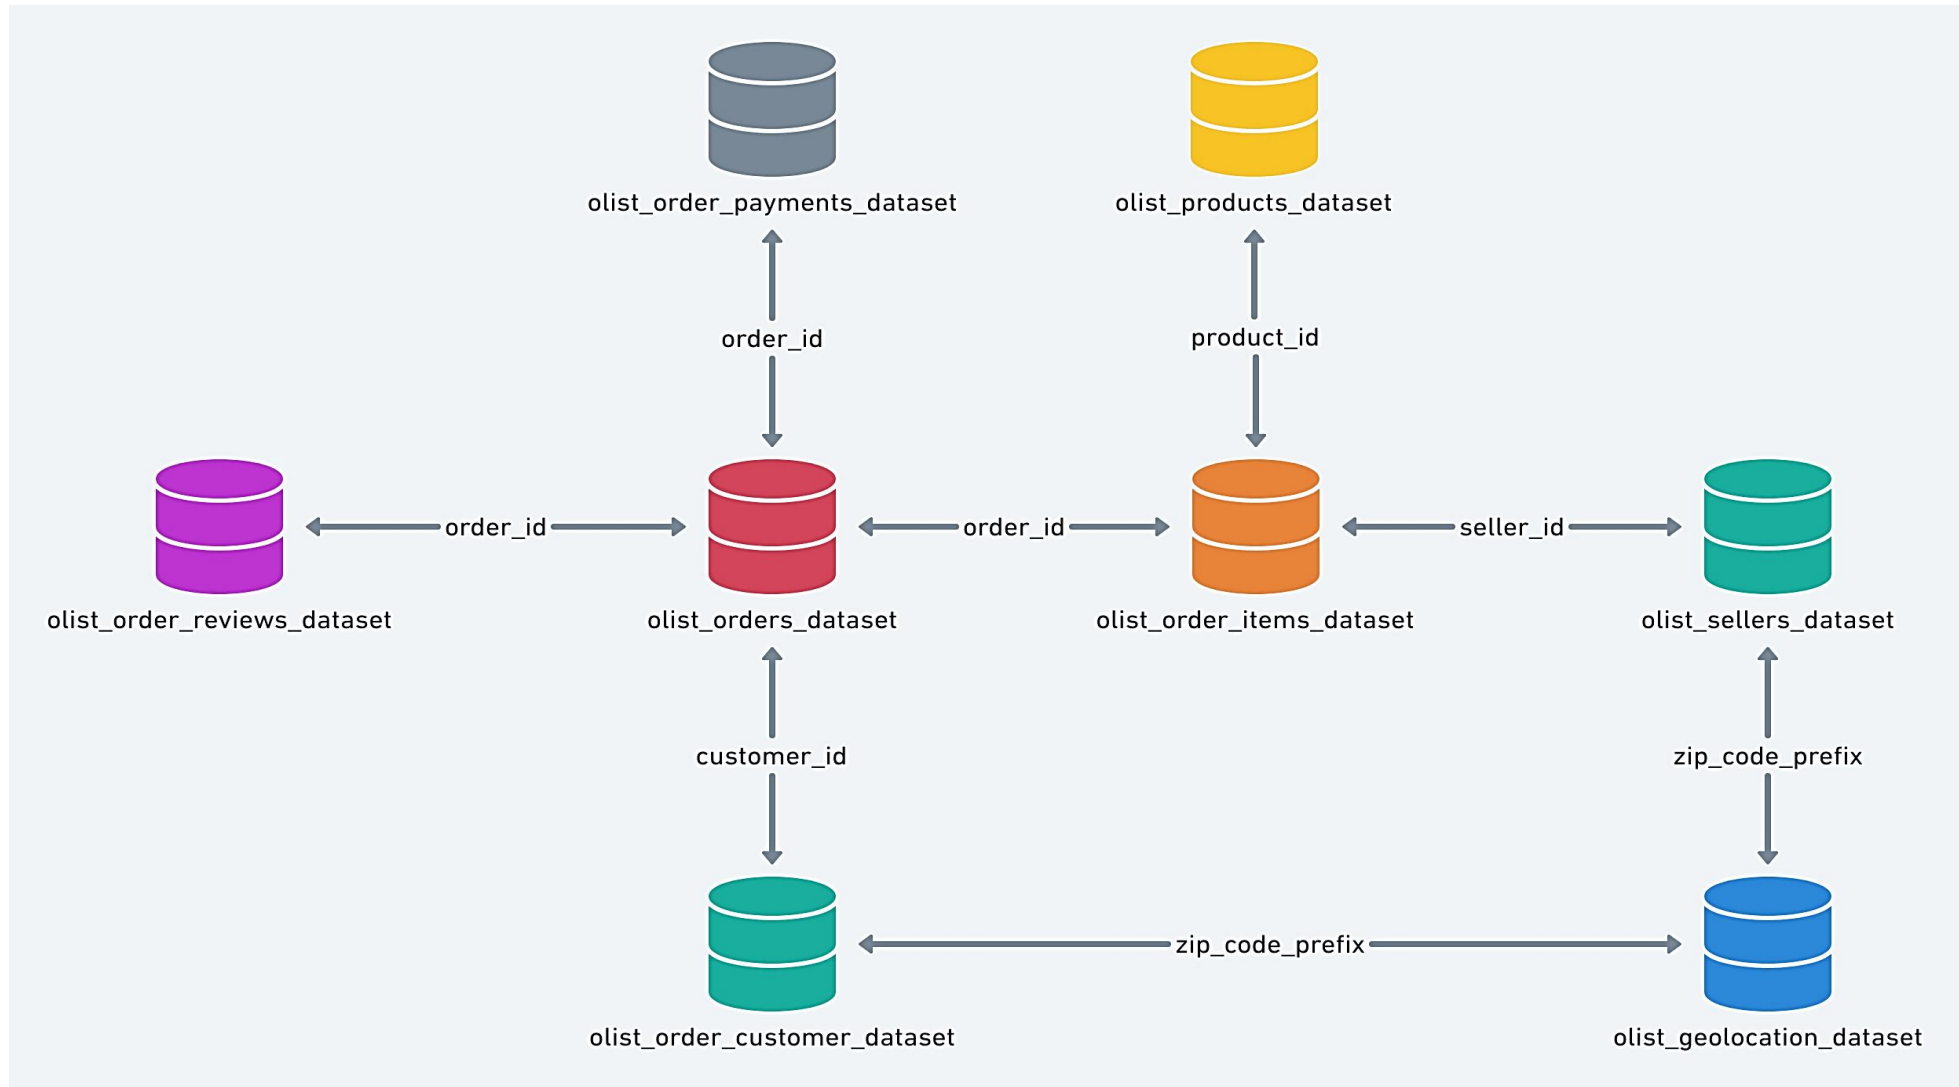 olist_order_payments_dataset
olist_products_dataset
order_id
product_id
order_id
order_id
seller_id
olist_order_reviews_dataset
olist_orders_dataset
olist_order_items_dataset
olist_sellers_dataset
customer_id
zip_code_prefix
zip_code_prefix
olist_order_customer_dataset
olist_geolocation_dataset